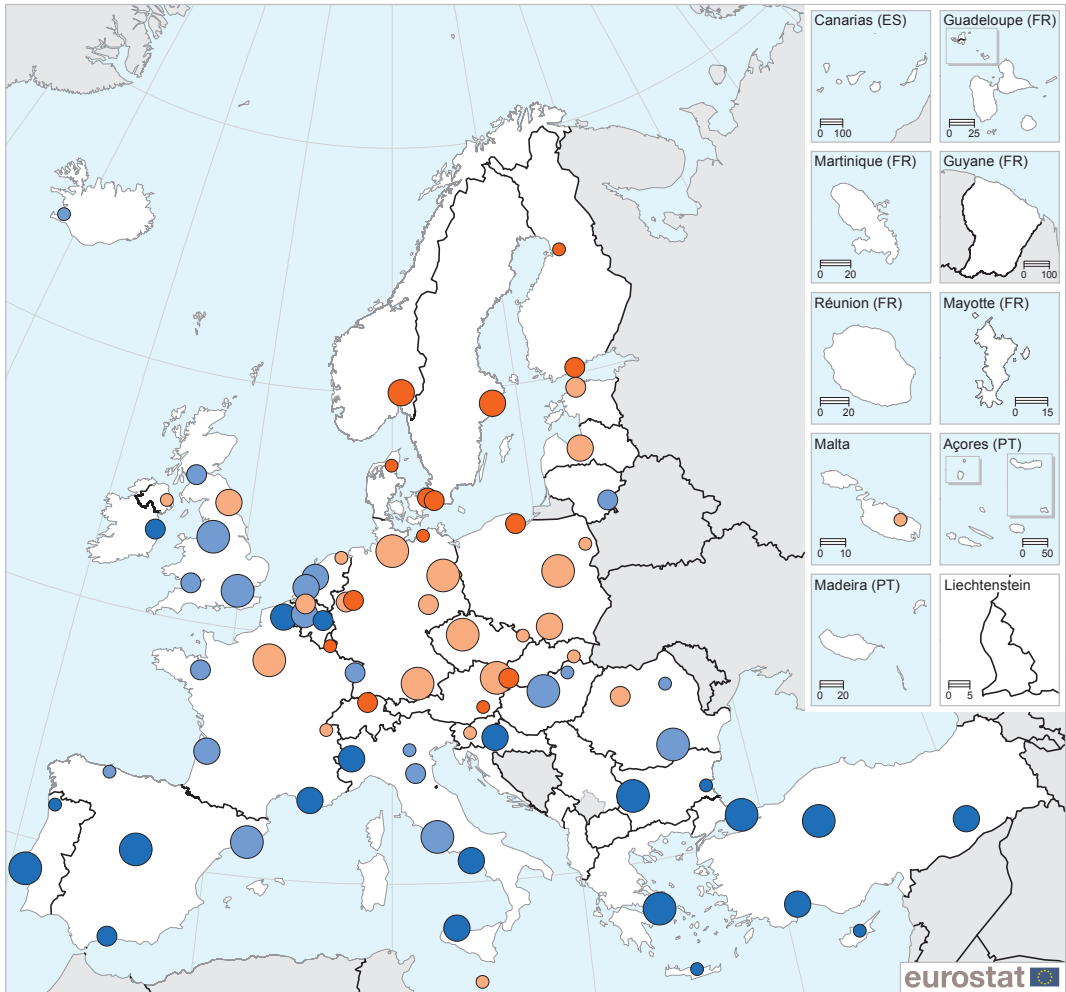 Canarias (ES)
0 100
Guadeloupe (FR)
0 25
Martinique (FR)
0 20
Guyane (FR)
0 100
Réunion (FR)
0 20
Mayotte (FR)
0 15
Malta
0 10
Açores (PT)
0 50
Madeira (PT)
0 20
Liechtenstein
0 5
eurostat